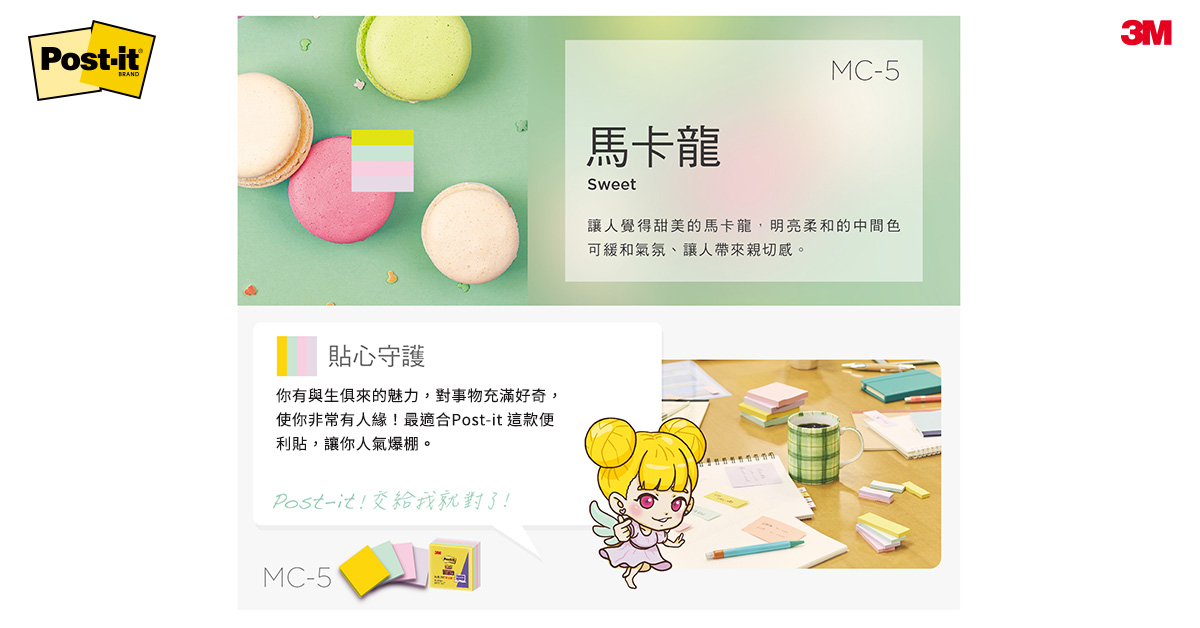 Post-it
BRAND
3M
MC-5
馬卡龍
Sweet
讓人覺得甜美的馬卡龍，明亮柔和的中間色
可緩和氣氛、讓人帶來親切感。
貼心守護
你有與生俱來的魅力，對事物充滿好奇，
使你非常有人緣！最適合Post-it 這款便
利貼，讓你人氣爆棚。
Post-it! 交給我就對了!
MC-5
3M
Post-it